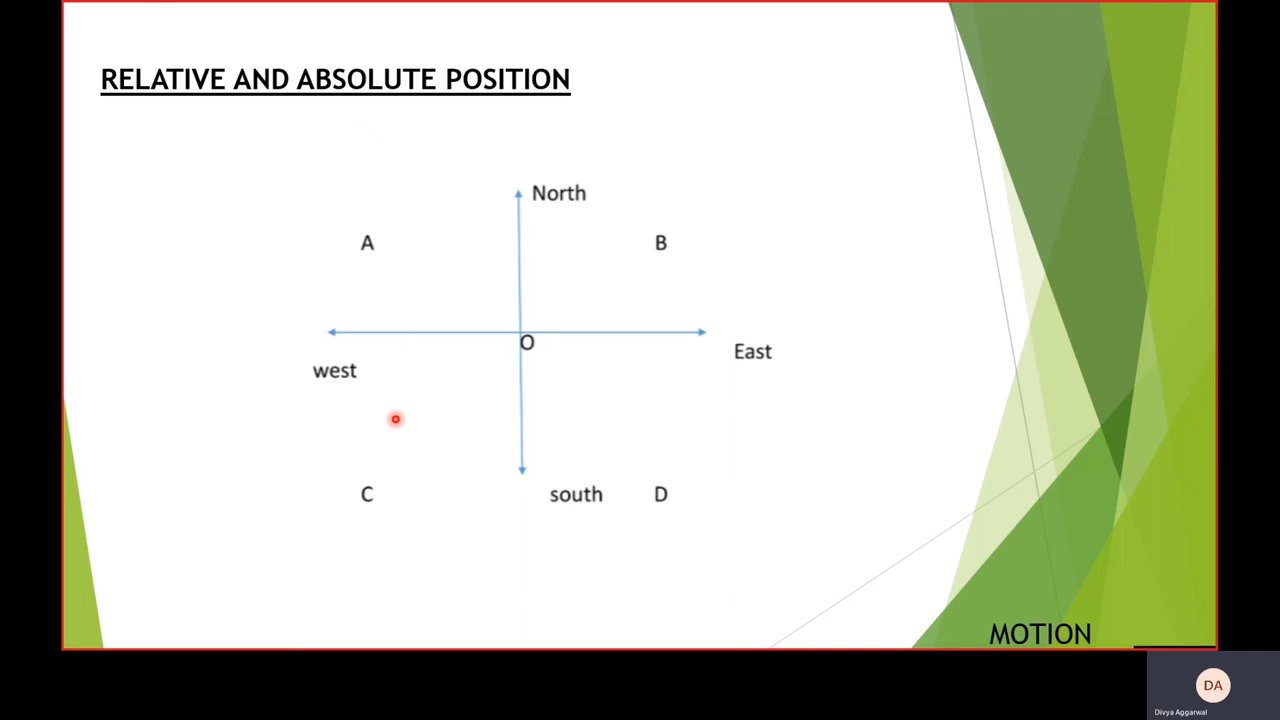 RELATIVE AND ABSOLUTE POSITION
North
A
B
O
East
west
C
south
D
MOTION
DA
Divya Aggarwal